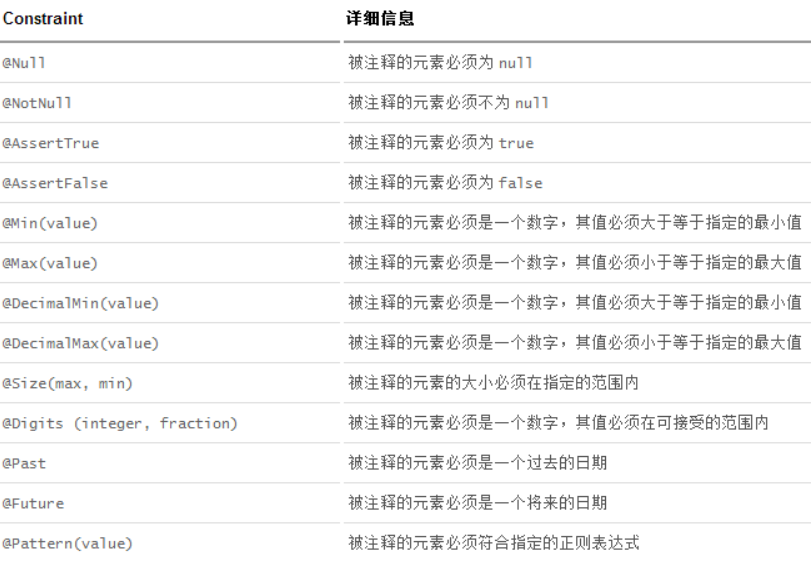 Constraint 详细信息
@Null 被注释的元素必须为 null
@NotNull 被注释的元素必须不为 null
@AssertTrue 被注释的元素必须为 true
@AssertFalse 被注释的元素必须为 false
@Min(value) 被注释的元素必须是一个数字，其值必须大于等于指定的最小值
@Max(value) 被注释的元素必须是一个数字，其值必须小于等于指定的最大值
@DecimalMin(value) 被注释的元素必须是一个数字，其值必须大于等于指定的最小值
@DecimalMax(value) 被注释的元素必须是一个数字，其值必须小于等于指定的最大值
@Size(max, min) 被注释的元素的大小必须在指定的范围内
@Digits (integer, fraction) 被注释的元素必须是一个数字，其值必须在可接受的范围内
@Past 被注释的元素必须是一个过去的日期
@Future 被注释的元素必须是一个将来的日期
@Pattern(value) 被注释的元素必须符合指定的正则表达式